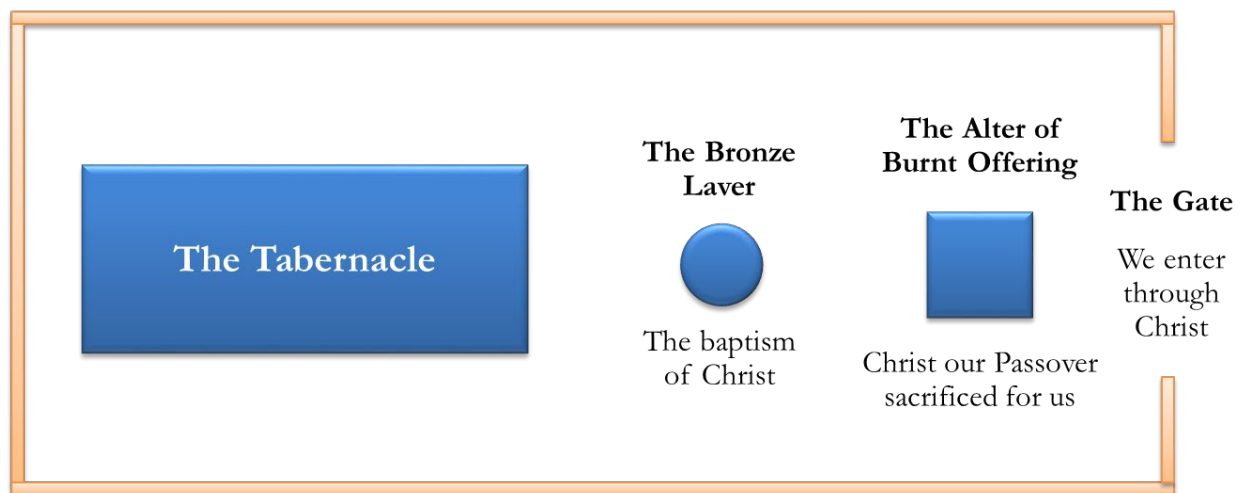 The Tabernacle
The Bronze
Laver
The baptism
of Christ
The Alter of
Burnt Offering
Christ our Passover
sacrificed for us
The Gate
We enter
through
Christ